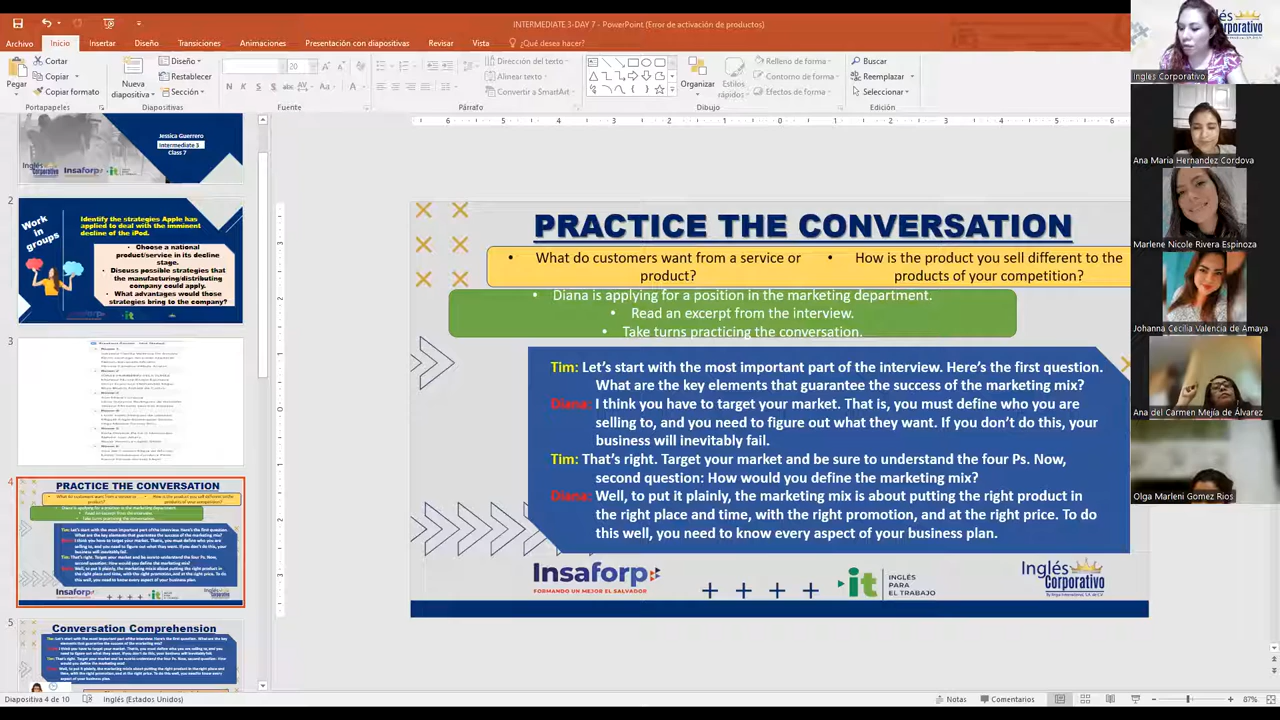 INTERMEDIATE 3-DAY 7 - PowerPoint (Error de activación de productos)
Archivo
Inicio
Insertar
Diseño
Transiciones
Animaciones
Presentación con diapositivas
Revisar
Vista
¿Qué desea hacer?
Pegar
Cortar
Copiar
Copiar formato
Portapapeles
Nueva
diapositiva
Diseño
Restablecer
Sección
Diapositivas
20
Fuente
Dirección del texto
Alinear texto
Convertir a SmartArt
Párrafo
Organizar
Estilos
rápidos
Relleno de forma
Contorno de forma
Efectos de forma
Dibujo
Buscar
Reemplazar
Seleccionar
Edición
Jessica Guerrero
Intermediate 3
Class 7
Insaforp
2
Work
in
groups
Identify the strategies Apple has
applied to deal with the imminent
decline of the iPod.
• Choose a national
product/service in its decline
stage.
• Discuss possible strategies that
the manufacturing/distributing
company could apply.
• What advantages would those
strategies bring to the company?
3
4
PRACTICE THE CONVERSATION
5
Conversation Comprehension
PRACTICE THE CONVERSATION
• What do customers want from a service or
product?
• How is the product you sell different to the
products of your competition?
• Diana is applying for a position in the marketing department.
• Read an excerpt from the interview.
• Take turns practicing the conversation.
Tim: Let's start with the most important part of the interview. Here's the first question.
What are the key elements that guarantee the success of the marketing mix?
Diana: I think you have to target your market. That is, you must define who you are
selling to, and you need to figure out what they want. If you don't do this, your
business will inevitably fail.
Tim: That's right. Target your market and be sure to understand the four Ps. Now,
second question: How would you define the marketing mix?
Diana: Well, to put it plainly, the marketing mix is about putting the right product in
the right place and time, with the right promotion, and at the right price. To do
this well, you need to know every aspect of your business plan.
Insaforp
FORMANDO UN MEJOR EL SALVADOR
it
INGLÉS
PARA
EL TRABAJO
Inglés
Corporativo
Inglés
Corporativo
Ingles Corporativo
Ana Maria Hernandez Cordova
Marlene Nicole Rivera Espinoza
Johanna Cecilia Valencia de Amaya
Ana del Carmen Mejía de Álvarez
Olga Marleni Gomez Rios
Diapositiva 4 de 10
Inglés (Estados Unidos)
Notas
Comentarios
87%